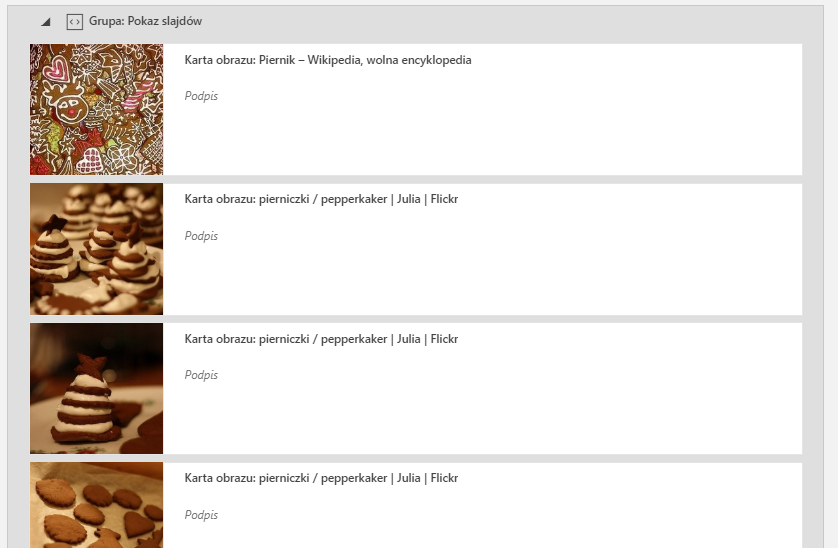 Grupa: Pokaz slajdów
Karta obrazu: Piernik – Wikipedia, wolna encyklopedia
Podpis
Karta obrazu: pierniczki / pepperkaker | Julia | Flickr
Podpis
Karta obrazu: pierniczki / pepperkaker | Julia | Flickr
Podpis
Karta obrazu: pierniczki / pepperkaker | Julia | Flickr
Podpis